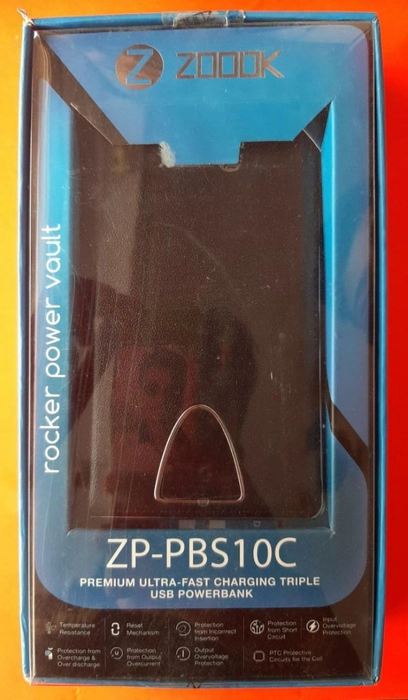 Z ZOOOK
rocker power vault
ZP-PBS10C
PREMIUM ULTRA-FAST CHARGING TRIPLE
USB POWERBANK
Temperature
Resistance
Reset
Mechanism
Protection
from Incorrect
Insertion
Protection
from Short
Circuit
Input
Overvoltage
Protection
Protection from
Overcharge &
Over discharge
Protection
from Output
Overcurrent
Output
Overvoltage
Protection
PTC Protective
Circuits for the Cell